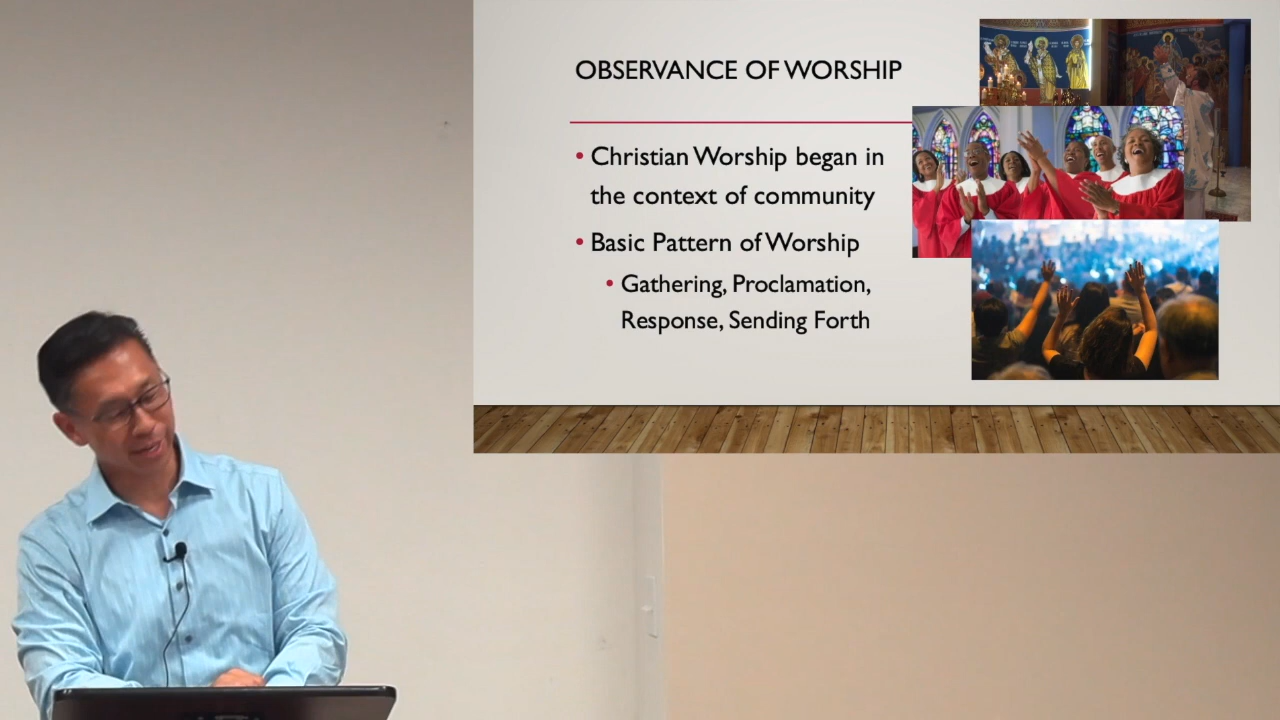 OBSERVANCE OF WORSHIP
• Christian Worship began in
the context of community
• Basic Pattern of Worship
• Gathering, Proclamation,
Response, Sending Forth